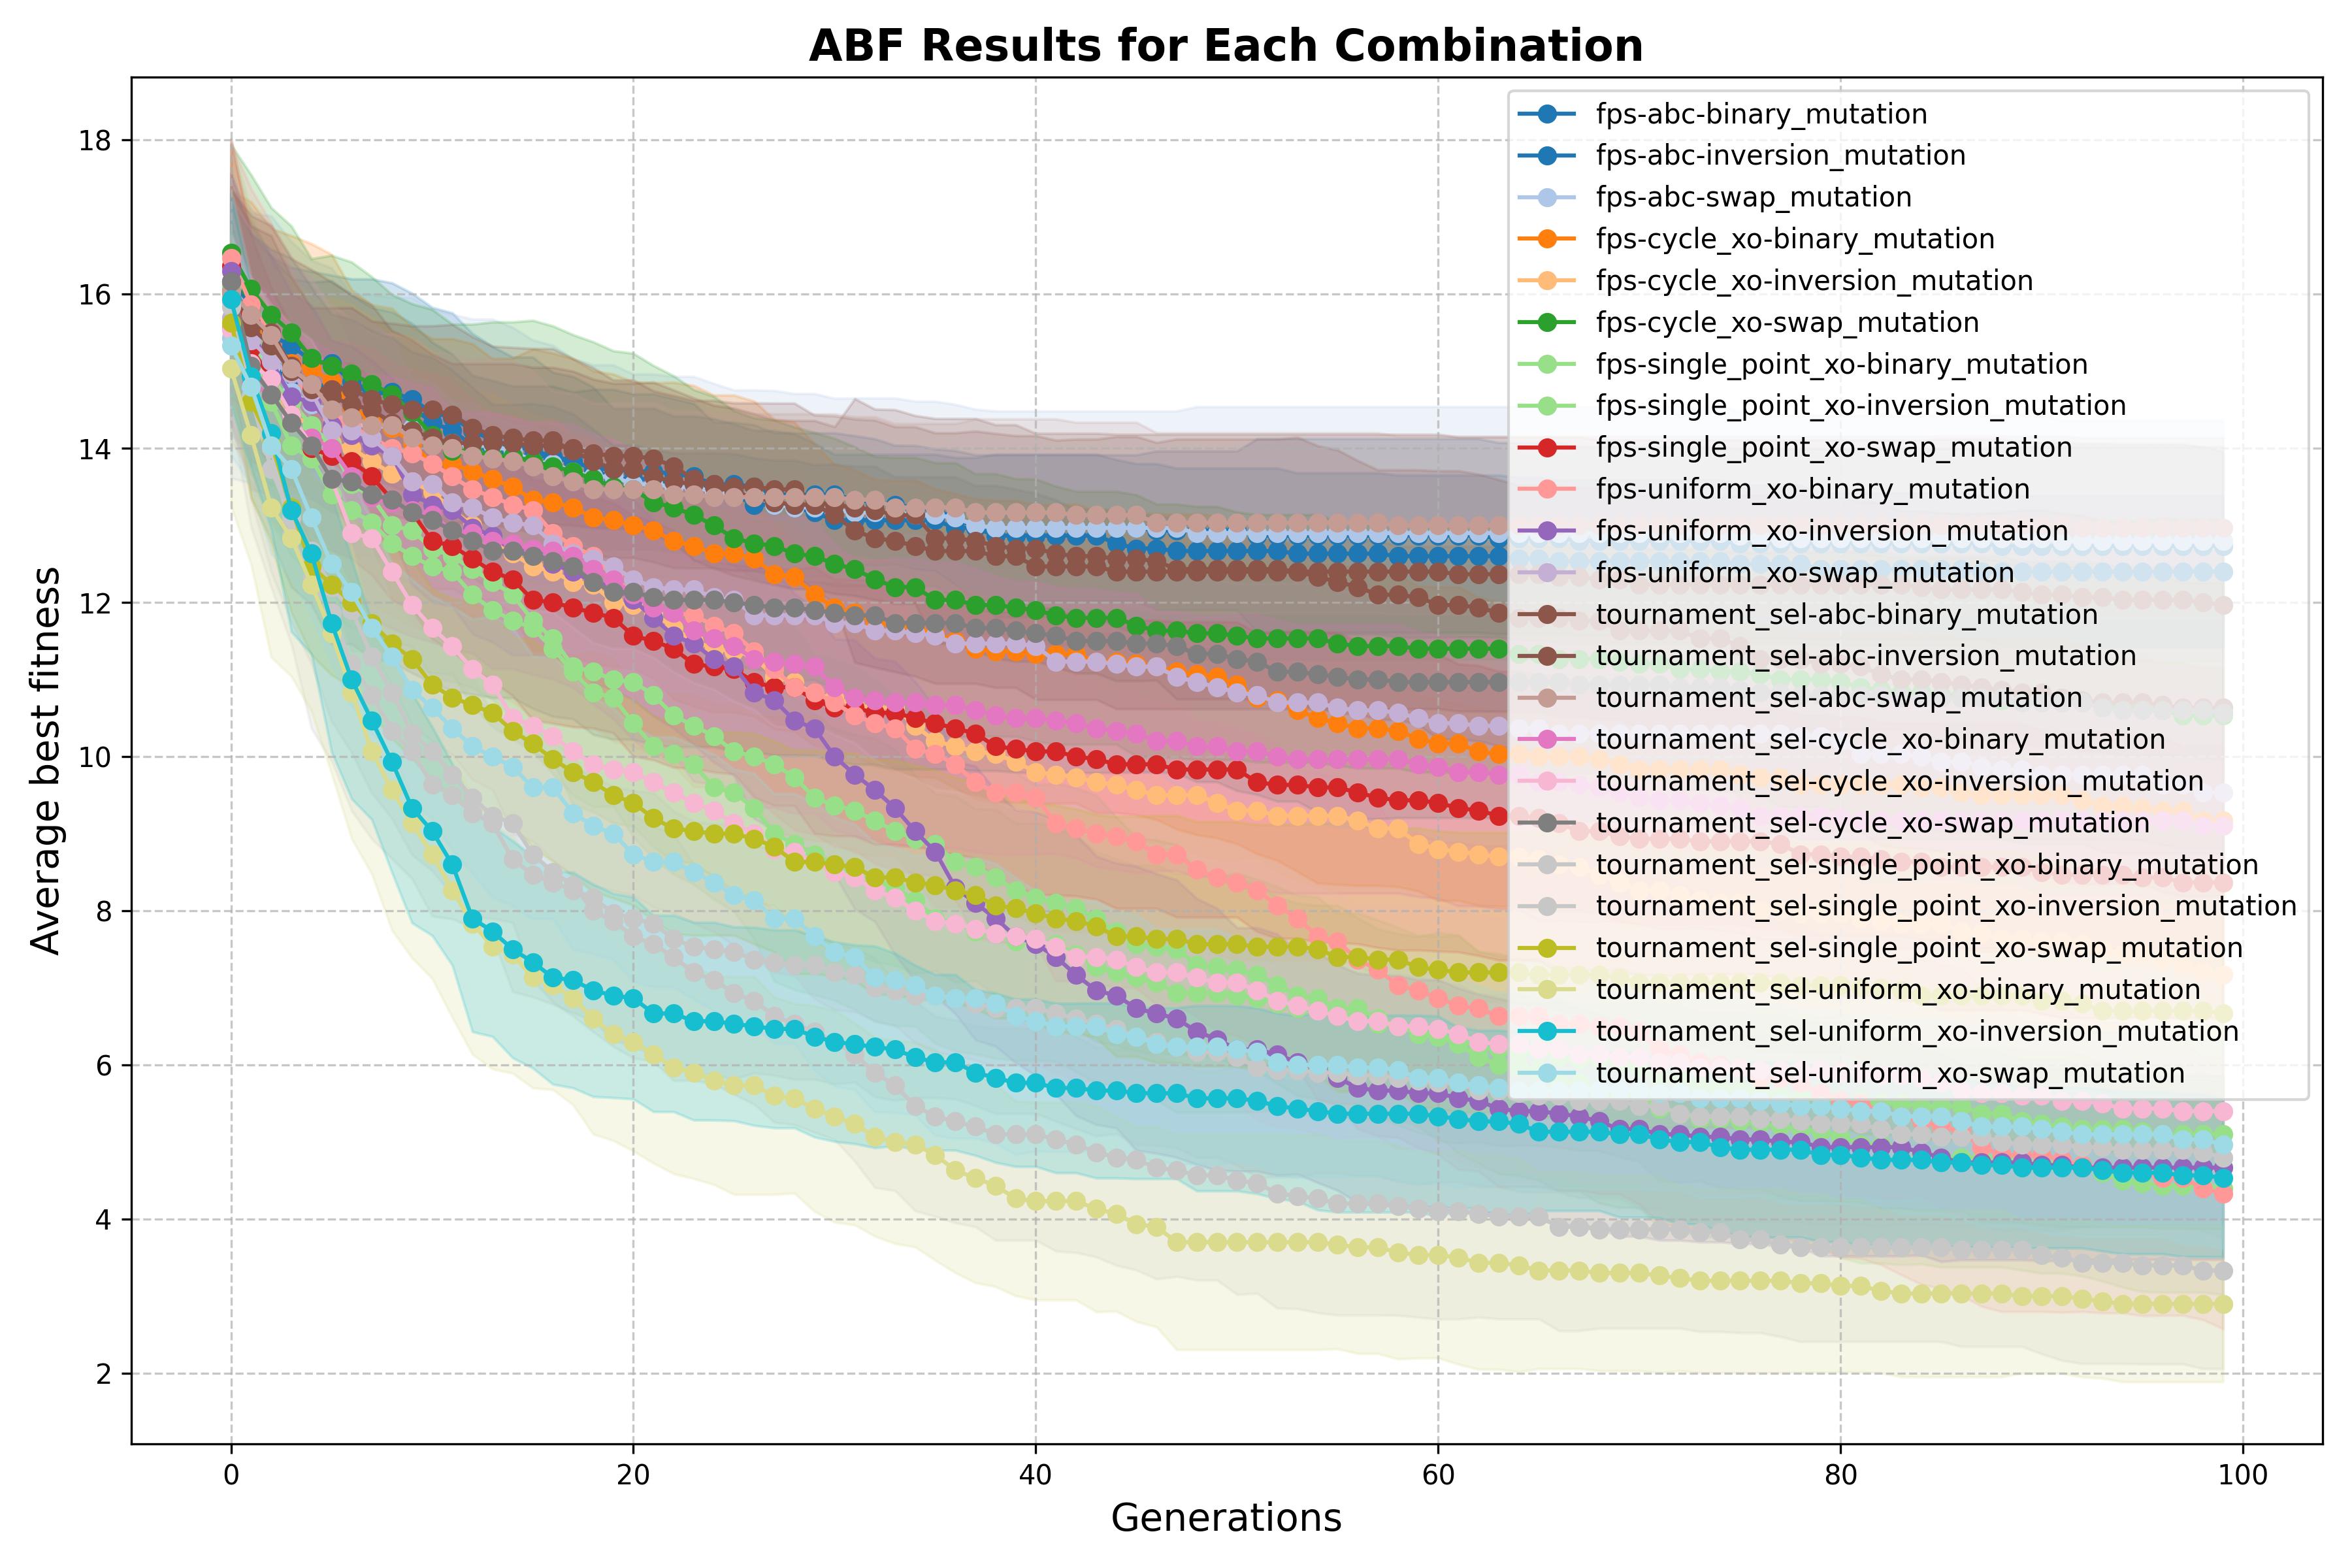 ABF Results for Each Combination
Average best fitness
18
16
14
12
10
8
6
4
2
fps-abc-binary_mutation
fps-abc-inversion_mutation
fps-abc-swap_mutation
fps-cycle_xo-binary_mutation
fps-cycle_xo-inversion_mutation
fps-cycle_xo-swap_mutation
fps-single_point_xo-binary_mutation
fps-single_point_xo-inversion_mutation
fps-single_point_xo-swap_mutation
fps-uniform_xo-binary_mutation
fps-uniform_xo-inversion_mutation
fps-uniform_xo-swap_mutation
tournament_sel-abc-binary_mutation
tournament_sel-abc-inversion_mutation
tournament_sel-abc-swap_mutation
tournament_sel-cycle_xo-binary_mutation
tournament_sel-cycle_xo-inversion_mutation
tournament_sel-cycle_xo-swap_mutation
tournament_sel-single_point_xo-binary_mutation
tournament_sel-single_point_xo-inversion_mutation
tournament_sel-single_point_xo-swap_mutation
tournament_sel-uniform_xo-binary_mutation
tournament_sel-uniform_xo-inversion_mutation
tournament_sel-uniform_xo-swap_mutation
0 20 40 60 80 100
Generations